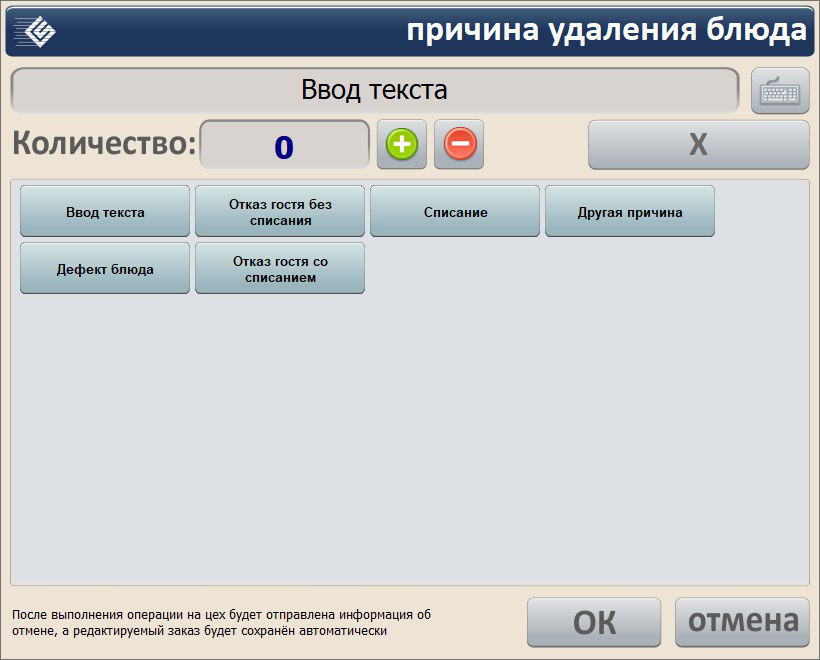 причина удаления блюда
Ввод текста
Количество:
0
X
Ввод текста
Отказ гостя без
списания
Списание
Другая причина
Дефект блюда
Отказ гостя со
списанием
После выполнения операции на цех будет отправлена информация об
отмене, а редактируемый заказ будет сохранён автоматически
ОК
отмена